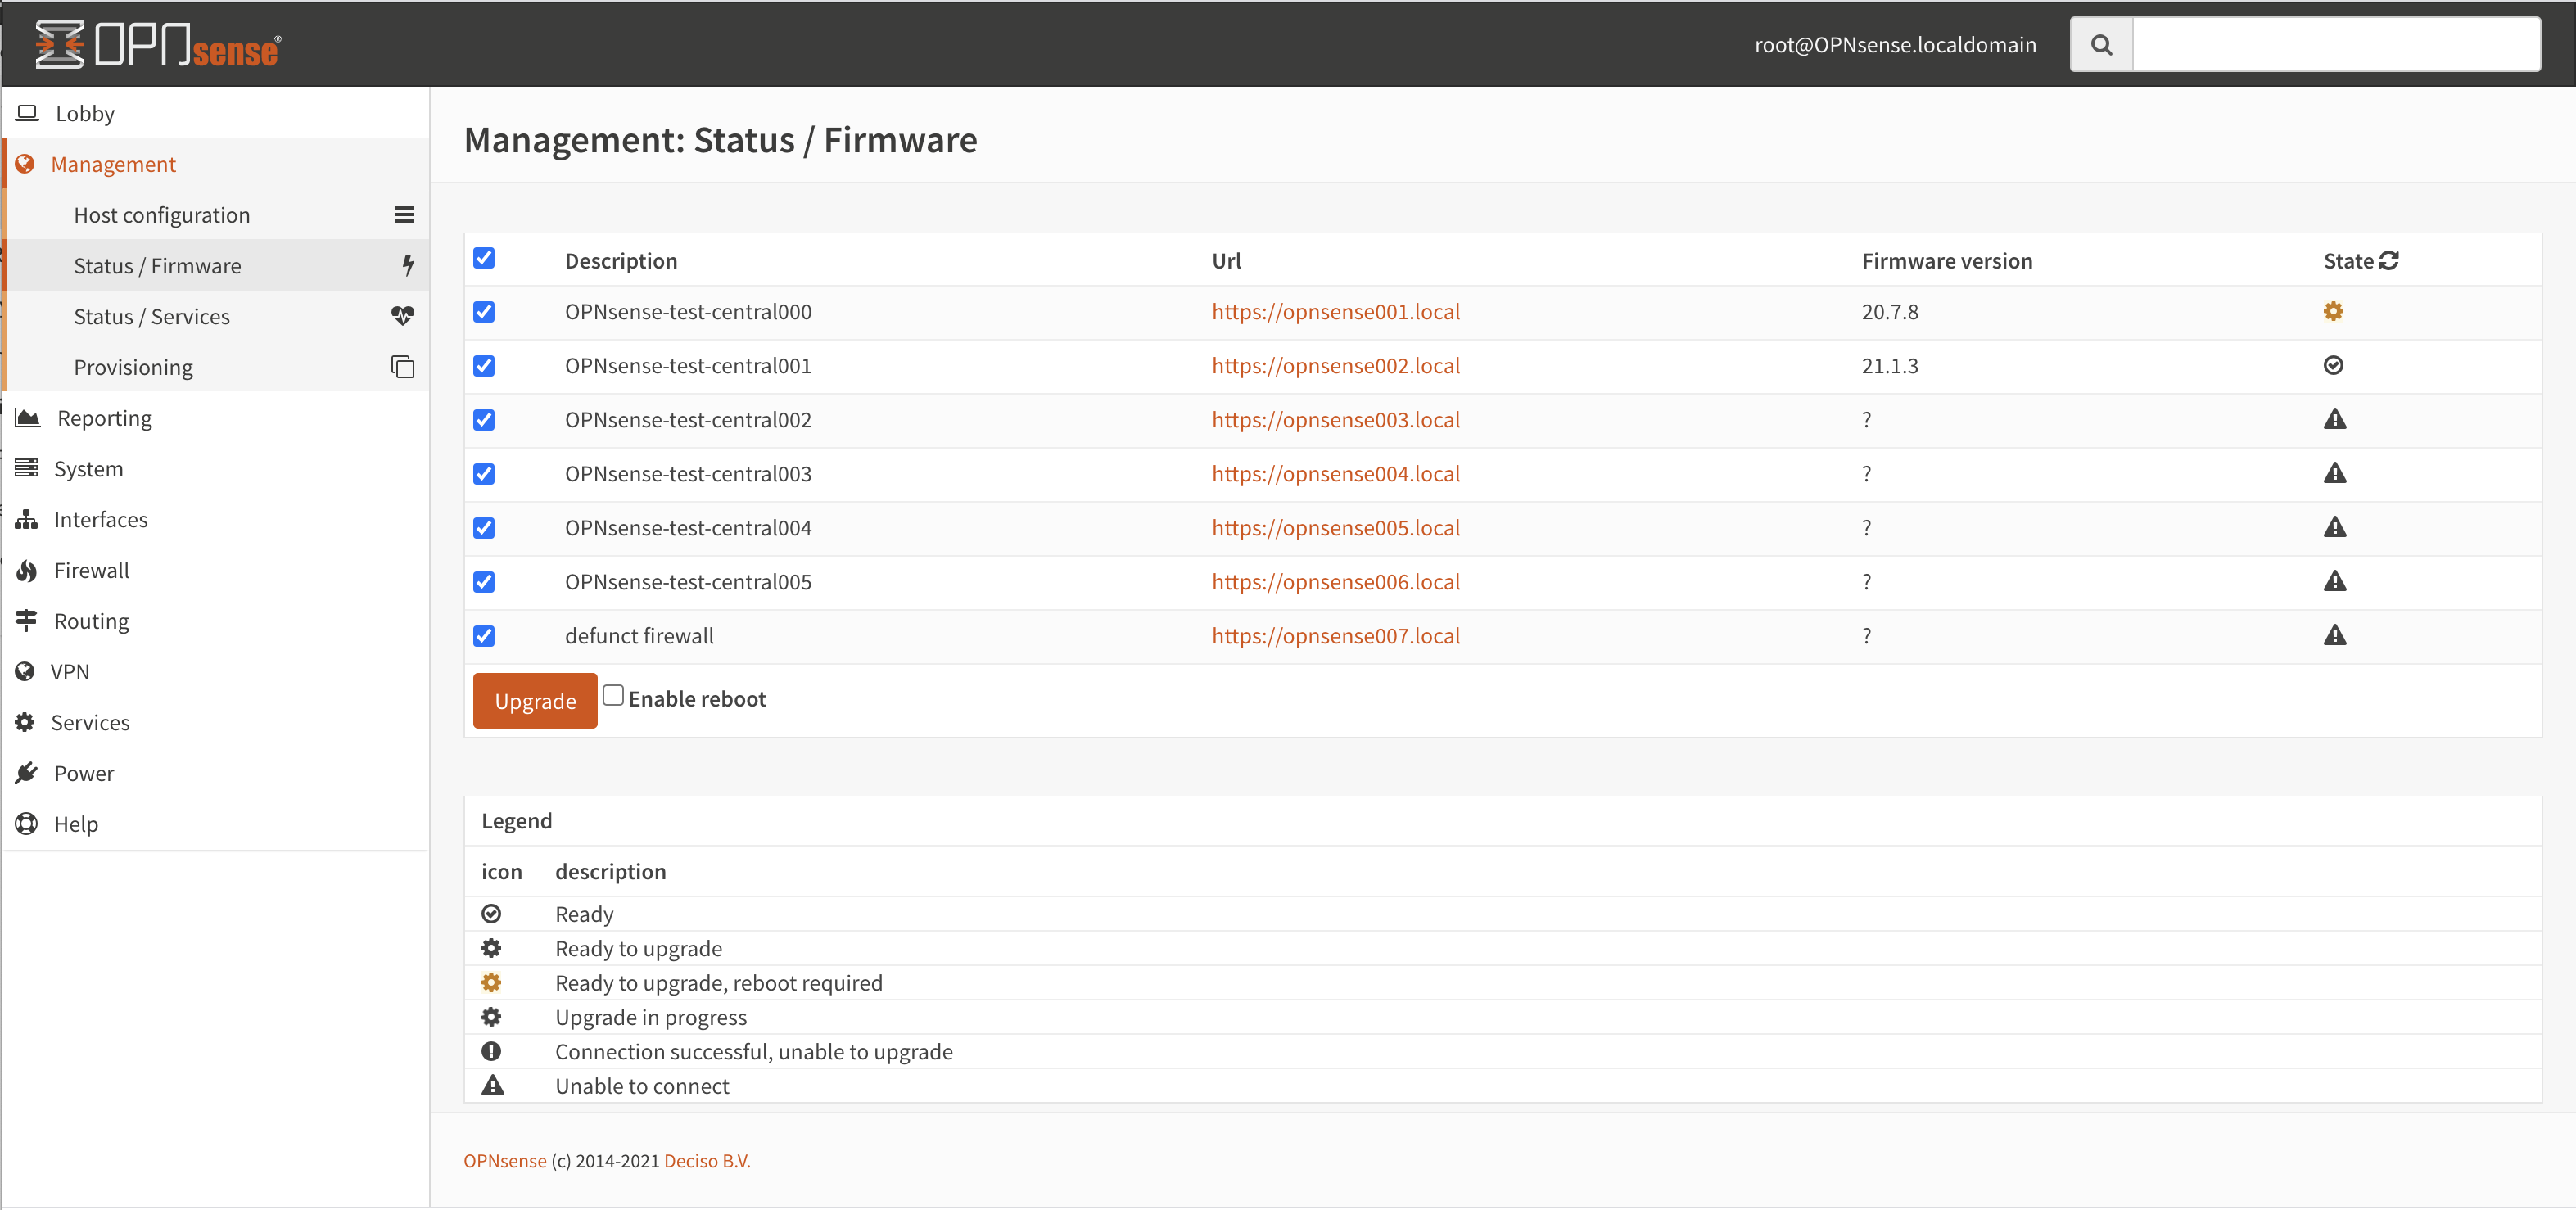 OPNsense®
root@OPNsense.localdomain
Lobby
Management
Host configuration
Status / Firmware
Status / Services
Provisioning
Reporting
System
Interfaces
Firewall
Routing
VPN
Services
Power
Help
Management: Status / Firmware
Description Url Firmware version State
OPNsense-test-central000 https://opnsense001.local 20.7.8
OPNsense-test-central001 https://opnsense002.local 21.1.3
OPNsense-test-central002 https://opnsense003.local ?
OPNsense-test-central003 https://opnsense004.local ?
OPNsense-test-central004 https://opnsense005.local ?
OPNsense-test-central005 https://opnsense006.local ?
defunct firewall https://opnsense007.local ?
Upgrade Enable reboot
Legend
icon description
Ready
Ready to upgrade
Ready to upgrade, reboot required
Upgrade in progress
Connection successful, unable to upgrade
Unable to connect
OPNsense (c) 2014-2021 Deciso B.V.